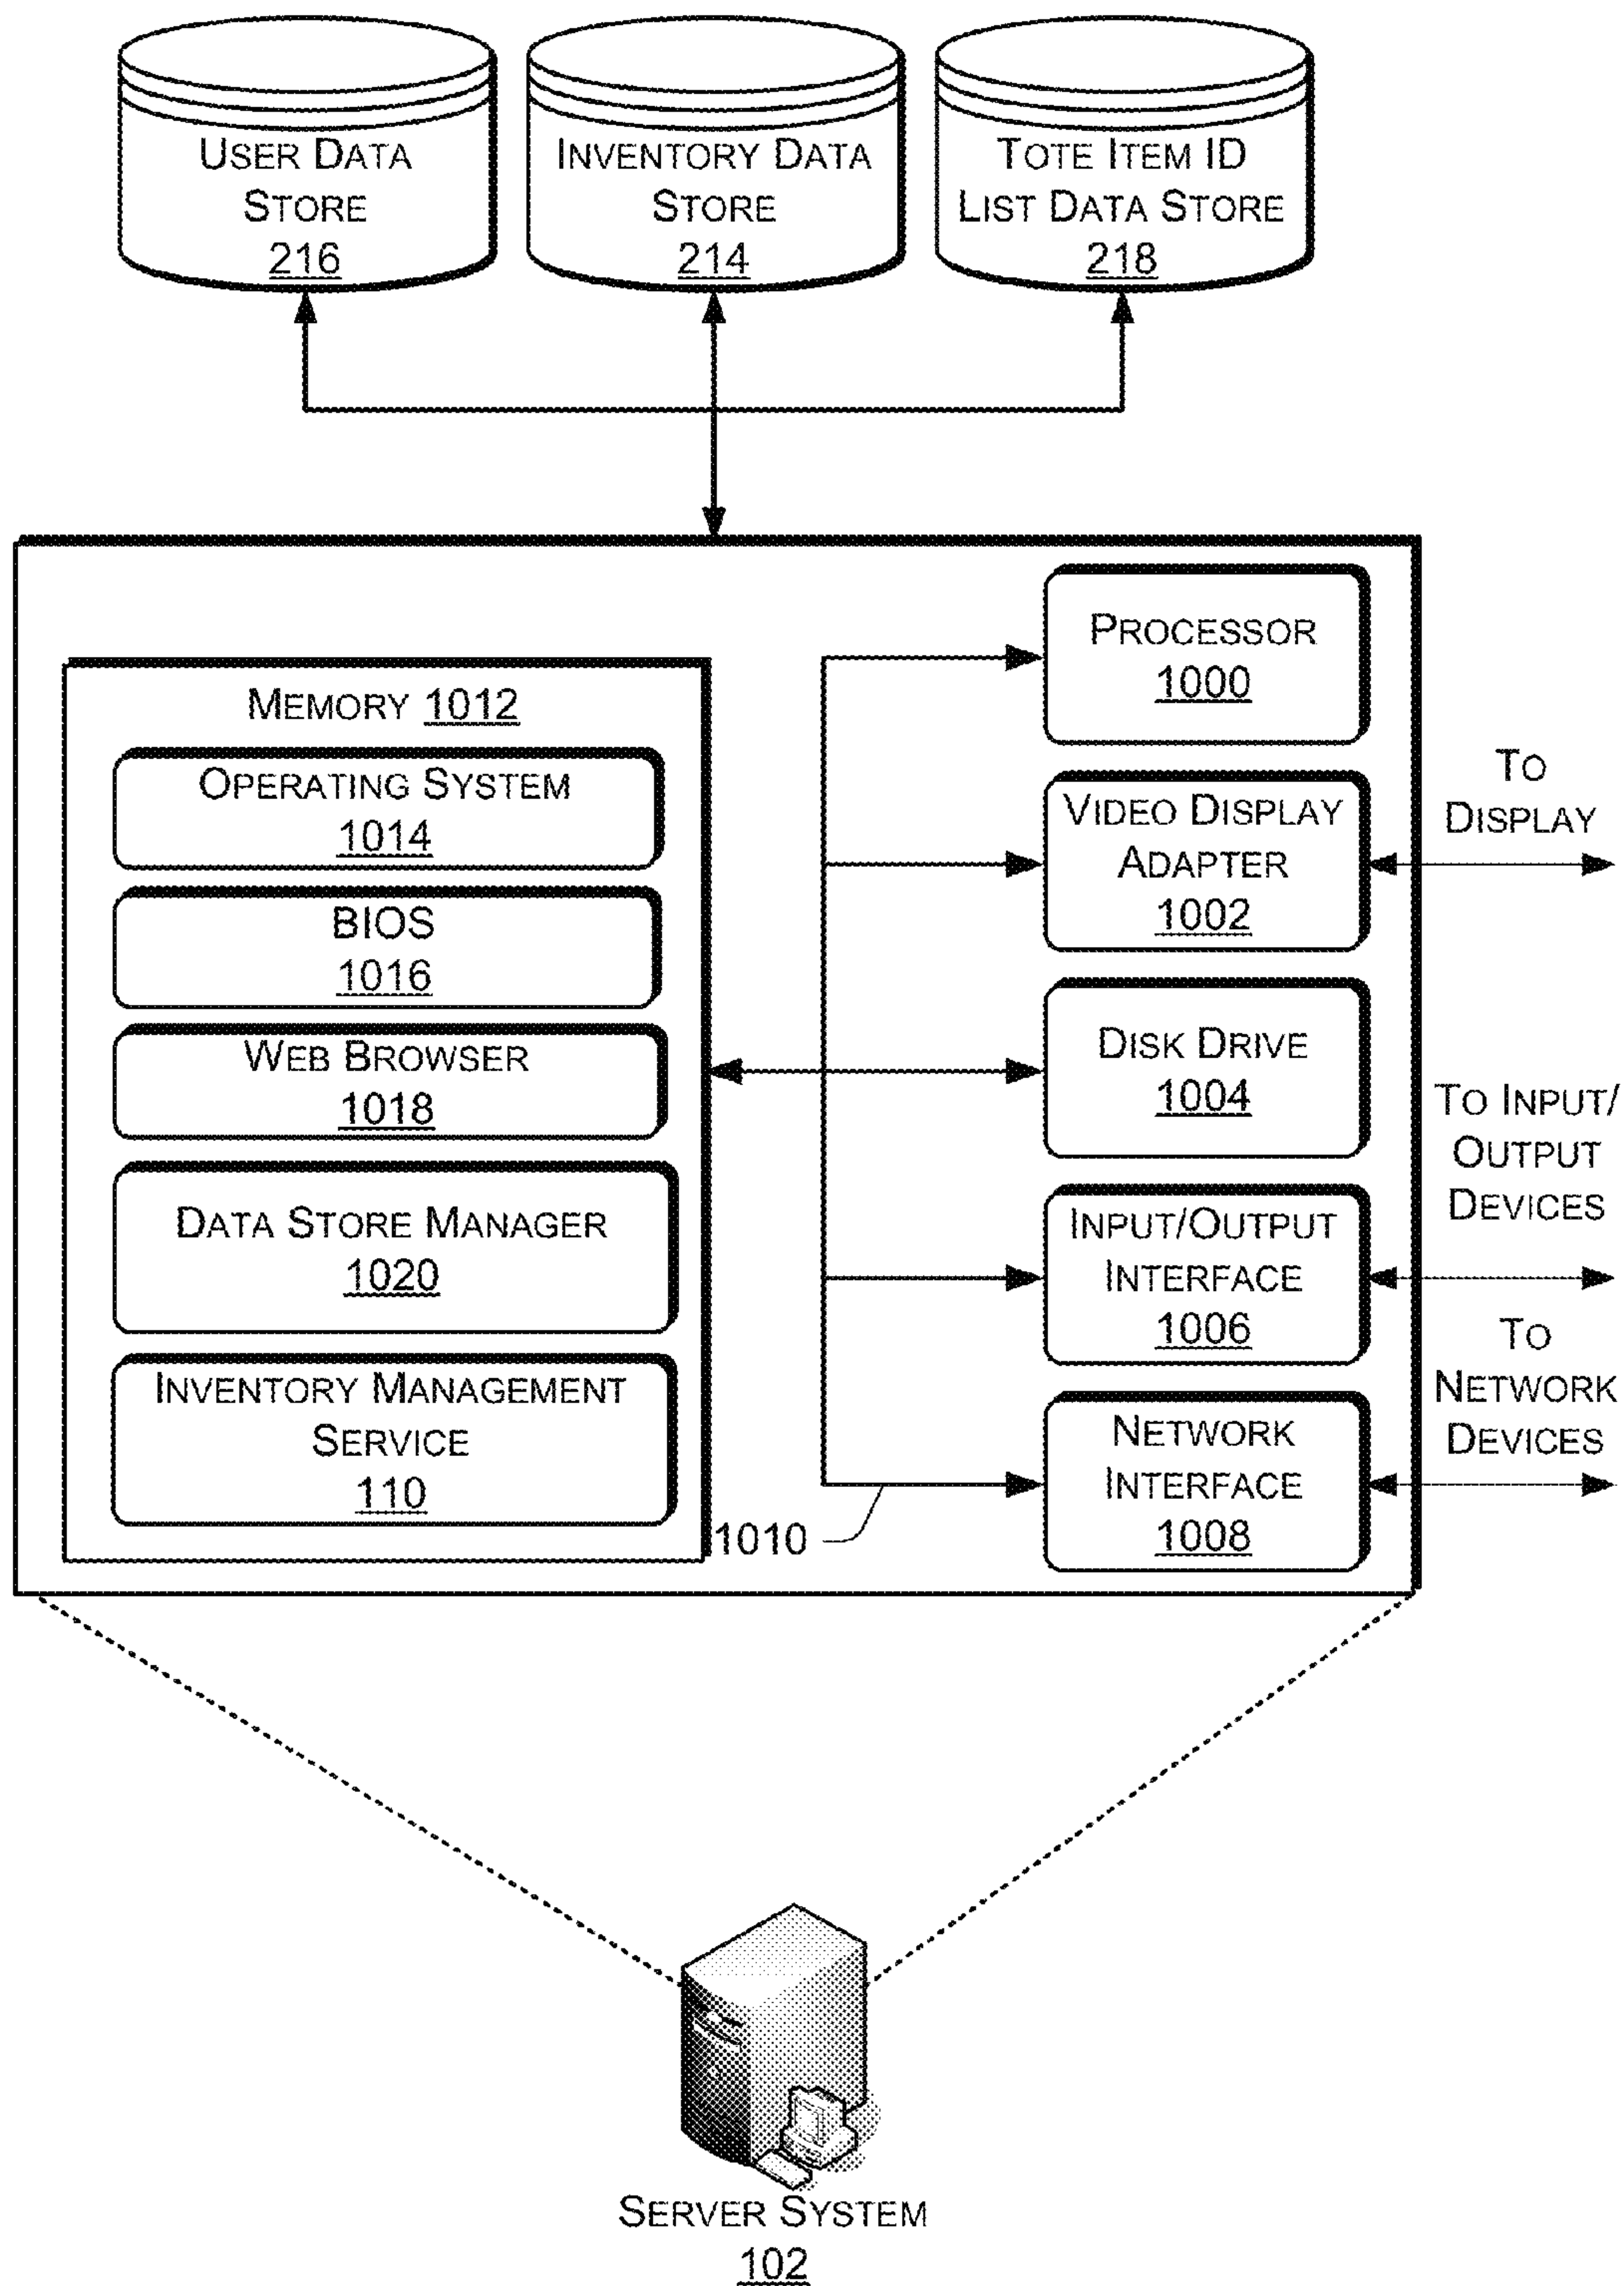 USER DATA
STORE
216
INVENTORY DATA
STORE
214
TOTE ITEM ID
LIST DATA STORE
218
MEMORY 1012
OPERATING SYSTEM
1014
BIOS
1016
WEB BROWSER
1018
DATA STORE MANAGER
1020
INVENTORY MANAGEMENT
SERVICE
110
PROCESSOR
1000
VIDEO DISPLAY
ADAPTER
1002
DISK DRIVE
1004
INPUT/OUTPUT
INTERFACE
1006
NETWORK
INTERFACE
1008
1010
TO
DISPLAY
TO INPUT/
OUTPUT
DEVICES
TO
NETWORK
DEVICES
SERVER SYSTEM
102